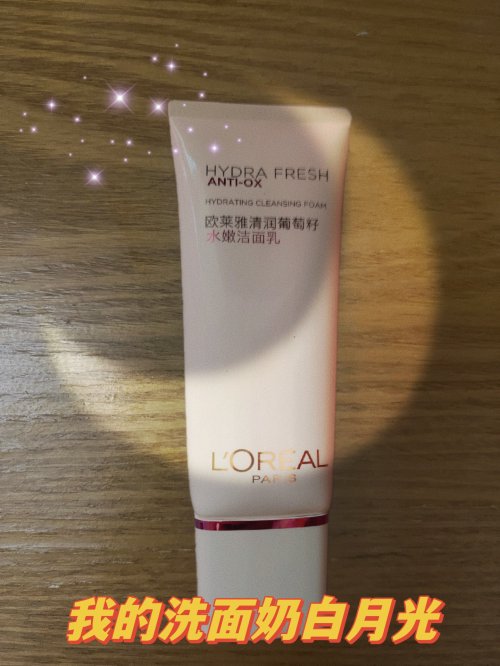 HYDRA FRESH
ANTI-OX
HYDRATING CLEANSING FOAM
欧莱雅清润葡萄籽
水嫩洁面乳
L'ORÉAL
PARIS
我的洗面奶白月光